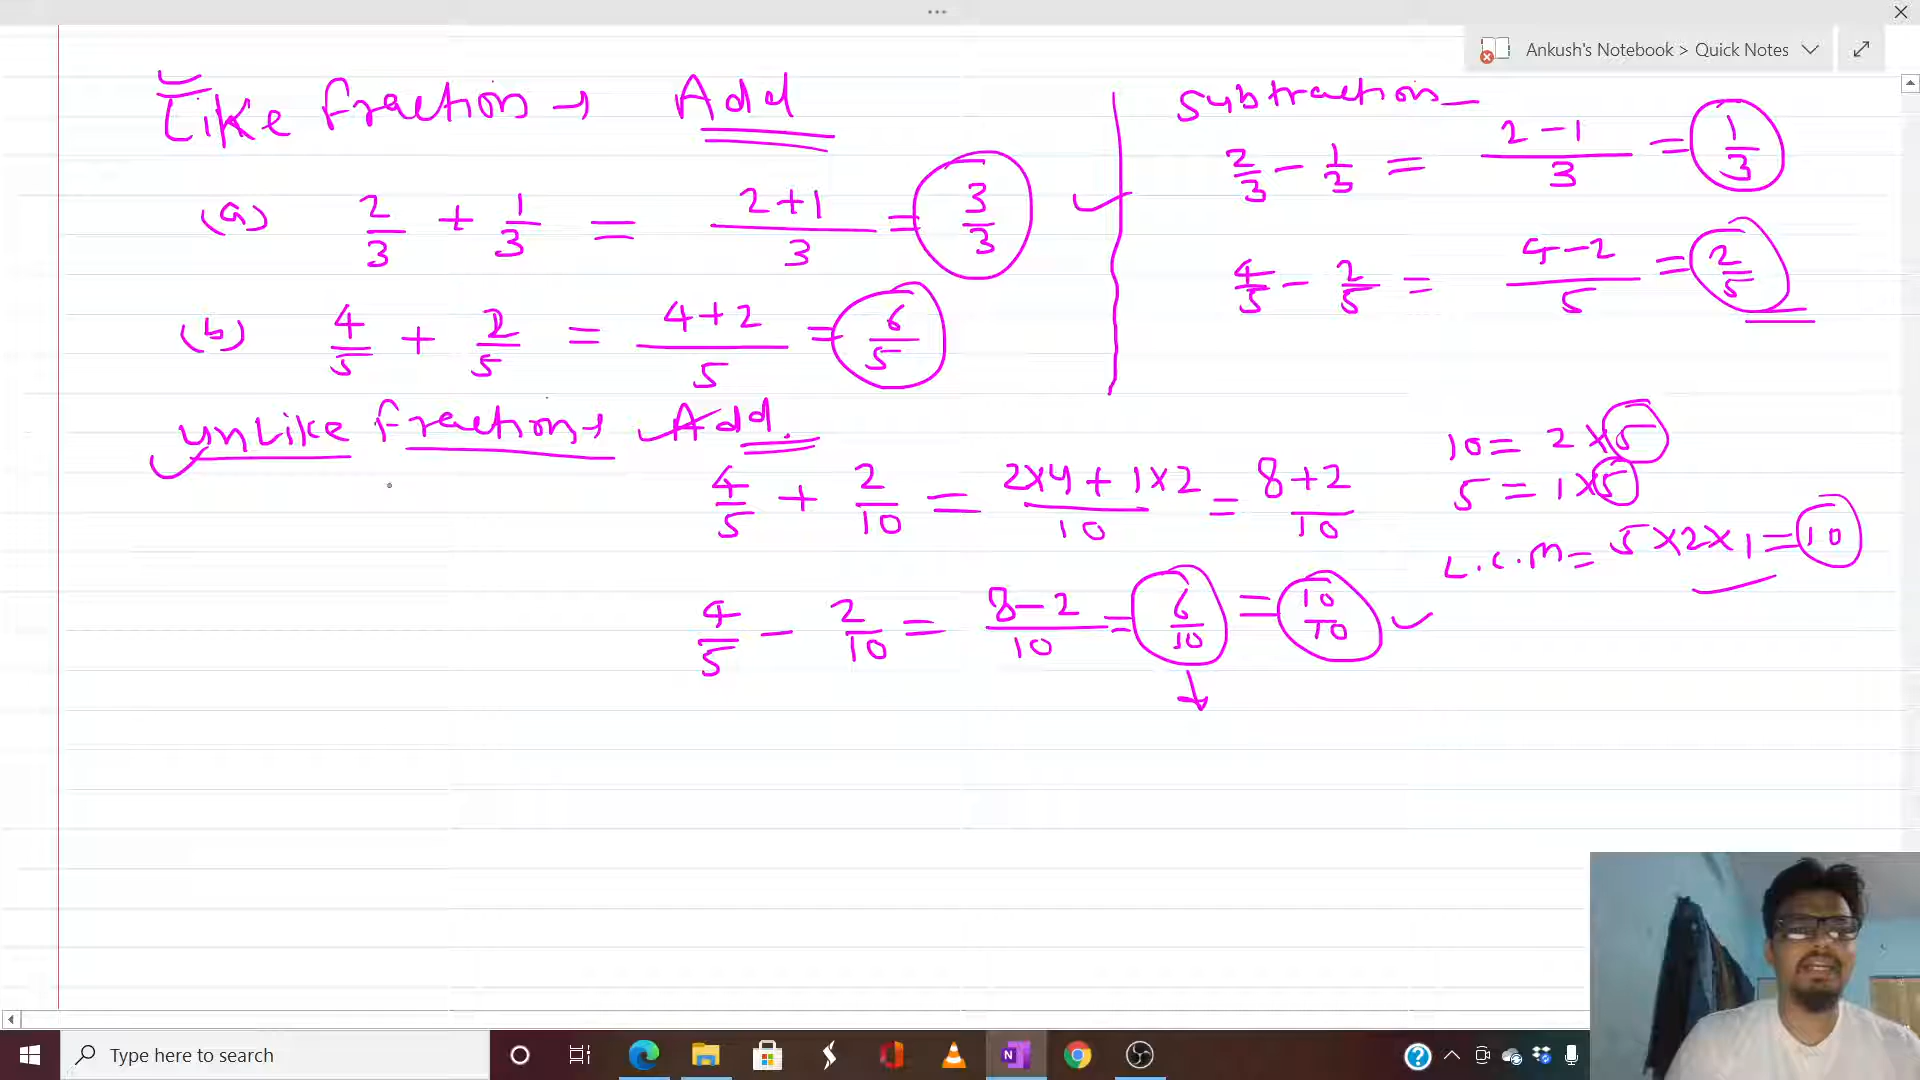 Ankush's Notebook > Quick Notes
Like fraction → Add
(a) 2/3 + 1/3 = (2+1)/3 = 3/3
(b) 4/5 + 2/5 = (4+2)/5 = 6/5
Subtraction
2/3 - 1/3 = (2-1)/3 = 1/3
4/5 - 2/5 = (4-2)/5 = 2/5
unlike fraction → Add
4/5 + 2/10 = (2×4 + 1×2)/10 = (8+2)/10
= 10/10
4/5 - 2/10 = (8-2)/10 = 6/10
10 = 2×5
5 = 1×5
L.C.M = 5×2×1 = 10
Type here to search